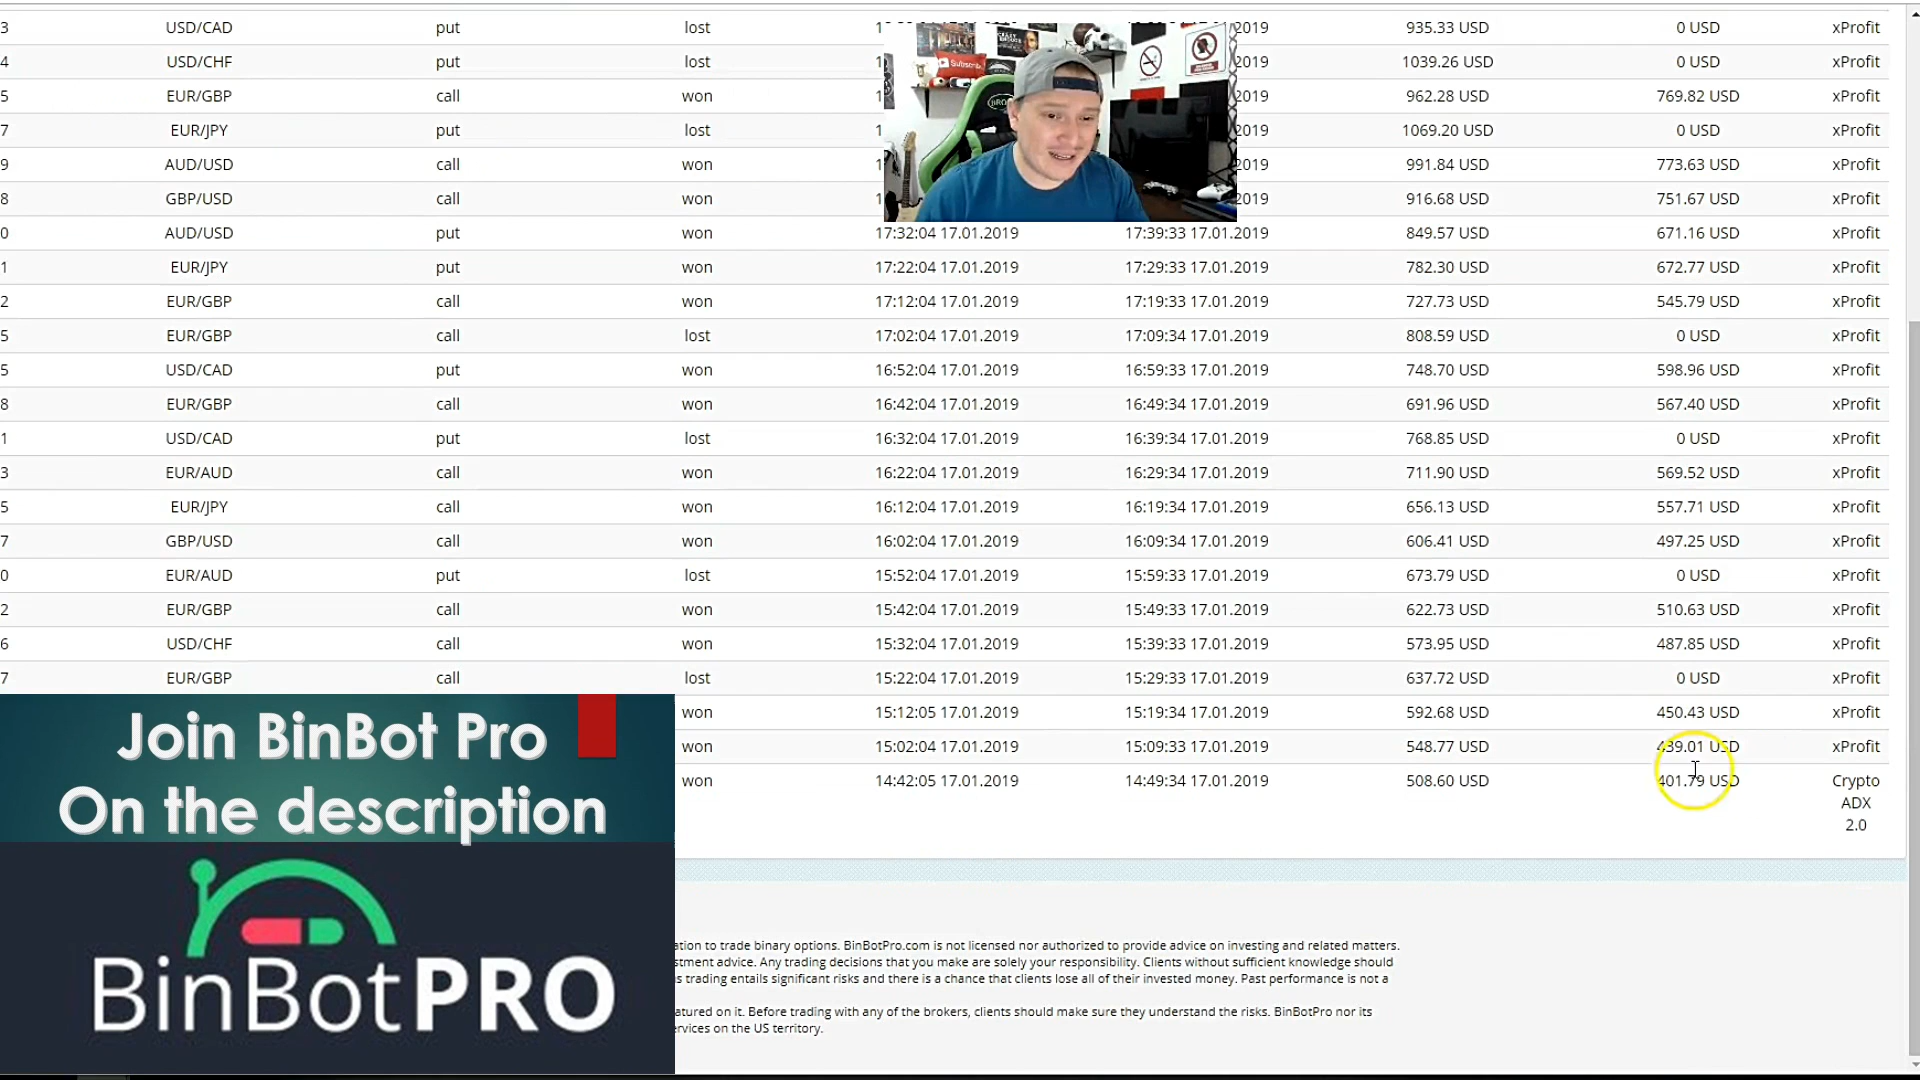 3 USD/CAD put lost 2019 935.33 USD 0 USD xProfit
4 USD/CHF put lost 1 2019 1039.26 USD 0 USD xProfit
5 EUR/GBP call won 1 2019 962.28 USD 769.82 USD xProfit
7 EUR/JPY put lost 1 2019 1069.20 USD 0 USD xProfit
9 AUD/USD call won 1 2019 991.84 USD 773.63 USD xProfit
8 GBP/USD call won 1 2019 916.68 USD 751.67 USD xProfit
0 AUD/USD put won 17:32:04 17.01.2019 17:39:33 17.01.2019 849.57 USD 671.16 USD xProfit
1 EUR/JPY put won 17:22:04 17.01.2019 17:29:33 17.01.2019 782.30 USD 672.77 USD xProfit
2 EUR/GBP call won 17:12:04 17.01.2019 17:19:33 17.01.2019 727.73 USD 545.79 USD xProfit
5 EUR/GBP call lost 17:02:04 17.01.2019 17:09:34 17.01.2019 808.59 USD 0 USD xProfit
5 USD/CAD put won 16:52:04 17.01.2019 16:59:33 17.01.2019 748.70 USD 598.96 USD xProfit
8 EUR/GBP call won 16:42:04 17.01.2019 16:49:34 17.01.2019 691.96 USD 567.40 USD xProfit
1 USD/CAD put lost 16:32:04 17.01.2019 16:39:34 17.01.2019 768.85 USD 0 USD xProfit
3 EUR/AUD call won 16:22:04 17.01.2019 16:29:34 17.01.2019 711.90 USD 569.52 USD xProfit
5 EUR/JPY call won 16:12:04 17.01.2019 16:19:34 17.01.2019 656.13 USD 557.71 USD xProfit
7 GBP/USD call won 16:02:04 17.01.2019 16:09:34 17.01.2019 606.41 USD 497.25 USD xProfit
0 EUR/AUD put lost 15:52:04 17.01.2019 15:59:33 17.01.2019 673.79 USD 0 USD xProfit
2 EUR/GBP call won 15:42:04 17.01.2019 15:49:33 17.01.2019 622.73 USD 510.63 USD xProfit
6 USD/CHF call won 15:32:04 17.01.2019 15:39:33 17.01.2019 573.95 USD 487.85 USD xProfit
7 EUR/GBP call lost 15:22:04 17.01.2019 15:29:33 17.01.2019 637.72 USD 0 USD xProfit
won 15:12:05 17.01.2019 15:19:34 17.01.2019 592.68 USD 450.43 USD xProfit
won 15:02:04 17.01.2019 15:09:33 17.01.2019 548.77 USD 439.01 USD xProfit
won 14:42:05 17.01.2019 14:49:34 17.01.2019 508.60 USD 401.79 USD Crypto
ADX
2.0
Join BinBot Pro
On the description
BinBotPRO
ation to trade binary options. BinBotPro.com is not licensed nor authorized to provide advice on investing and related matters.
stment advice. Any trading decisions that you make are solely your responsibility. Clients without sufficient knowledge should
s trading entails significant risks and there is a chance that clients lose all of their invested money. Past performance is not a
atured on it. Before trading with any of the brokers, clients should make sure they understand the risks. BinBotPro nor its
ervices on the US territory.